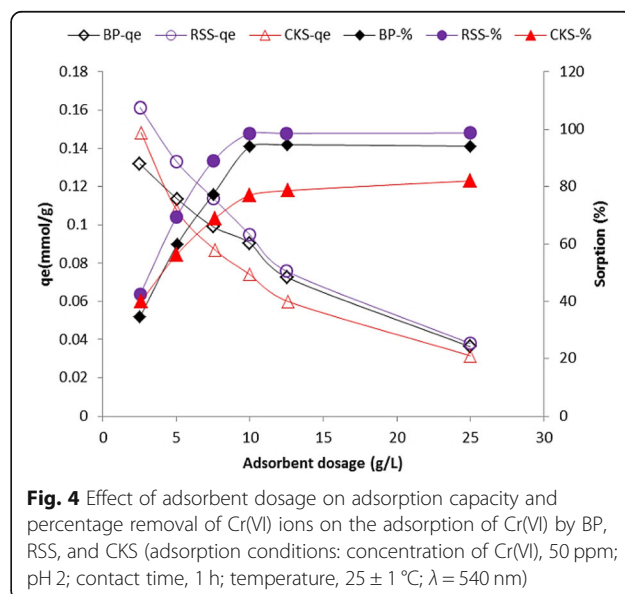 BP-qe RSS-qe CKS-qe BP-% RSS-% CKS-%
0.18 120
0.16
0.14 100
0.12 80
0.1
0.08 60
0.06 40
0.04
0.02 20
0 0
qe(mmol/g)
Sorption (%)
0 5 10 15 20 25 30
Adsorbent dosage (g/L)
Fig. 4 Effect of adsorbent dosage on adsorption capacity and
percentage removal of Cr(VI) ions on the adsorption of Cr(VI) by BP,
RSS, and CKS (adsorption conditions: concentration of Cr(VI), 50 ppm;
pH 2; contact time, 1 h; temperature, 25 ± 1 °C; λ = 540 nm)